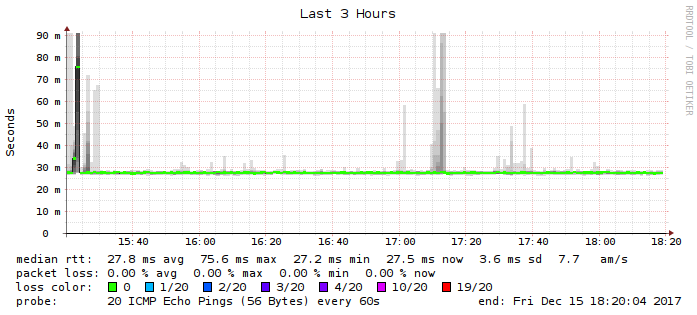 Last 3 Hours
RRDTOOL / TOBI OETIKER
Seconds
90 m
80 m
70 m
60 m
50 m
40 m
30 m
20 m
10 m
0
15:40 16:00 16:20 16:40 17:00 17:20 17:40 18:00 18:20
median rtt: 27.8 ms avg 75.6 ms max 27.2 ms min 27.5 ms now 3.6 ms sd 7.7 am/s
packet loss: 0.00 % avg 0.00 % max 0.00 % min 0.00 % now
loss color: 0 1/20 2/20 3/20 4/20 10/20 19/20
probe: 20 ICMP Echo Pings (56 Bytes) every 60s end: Fri Dec 15 18:20:04 2017